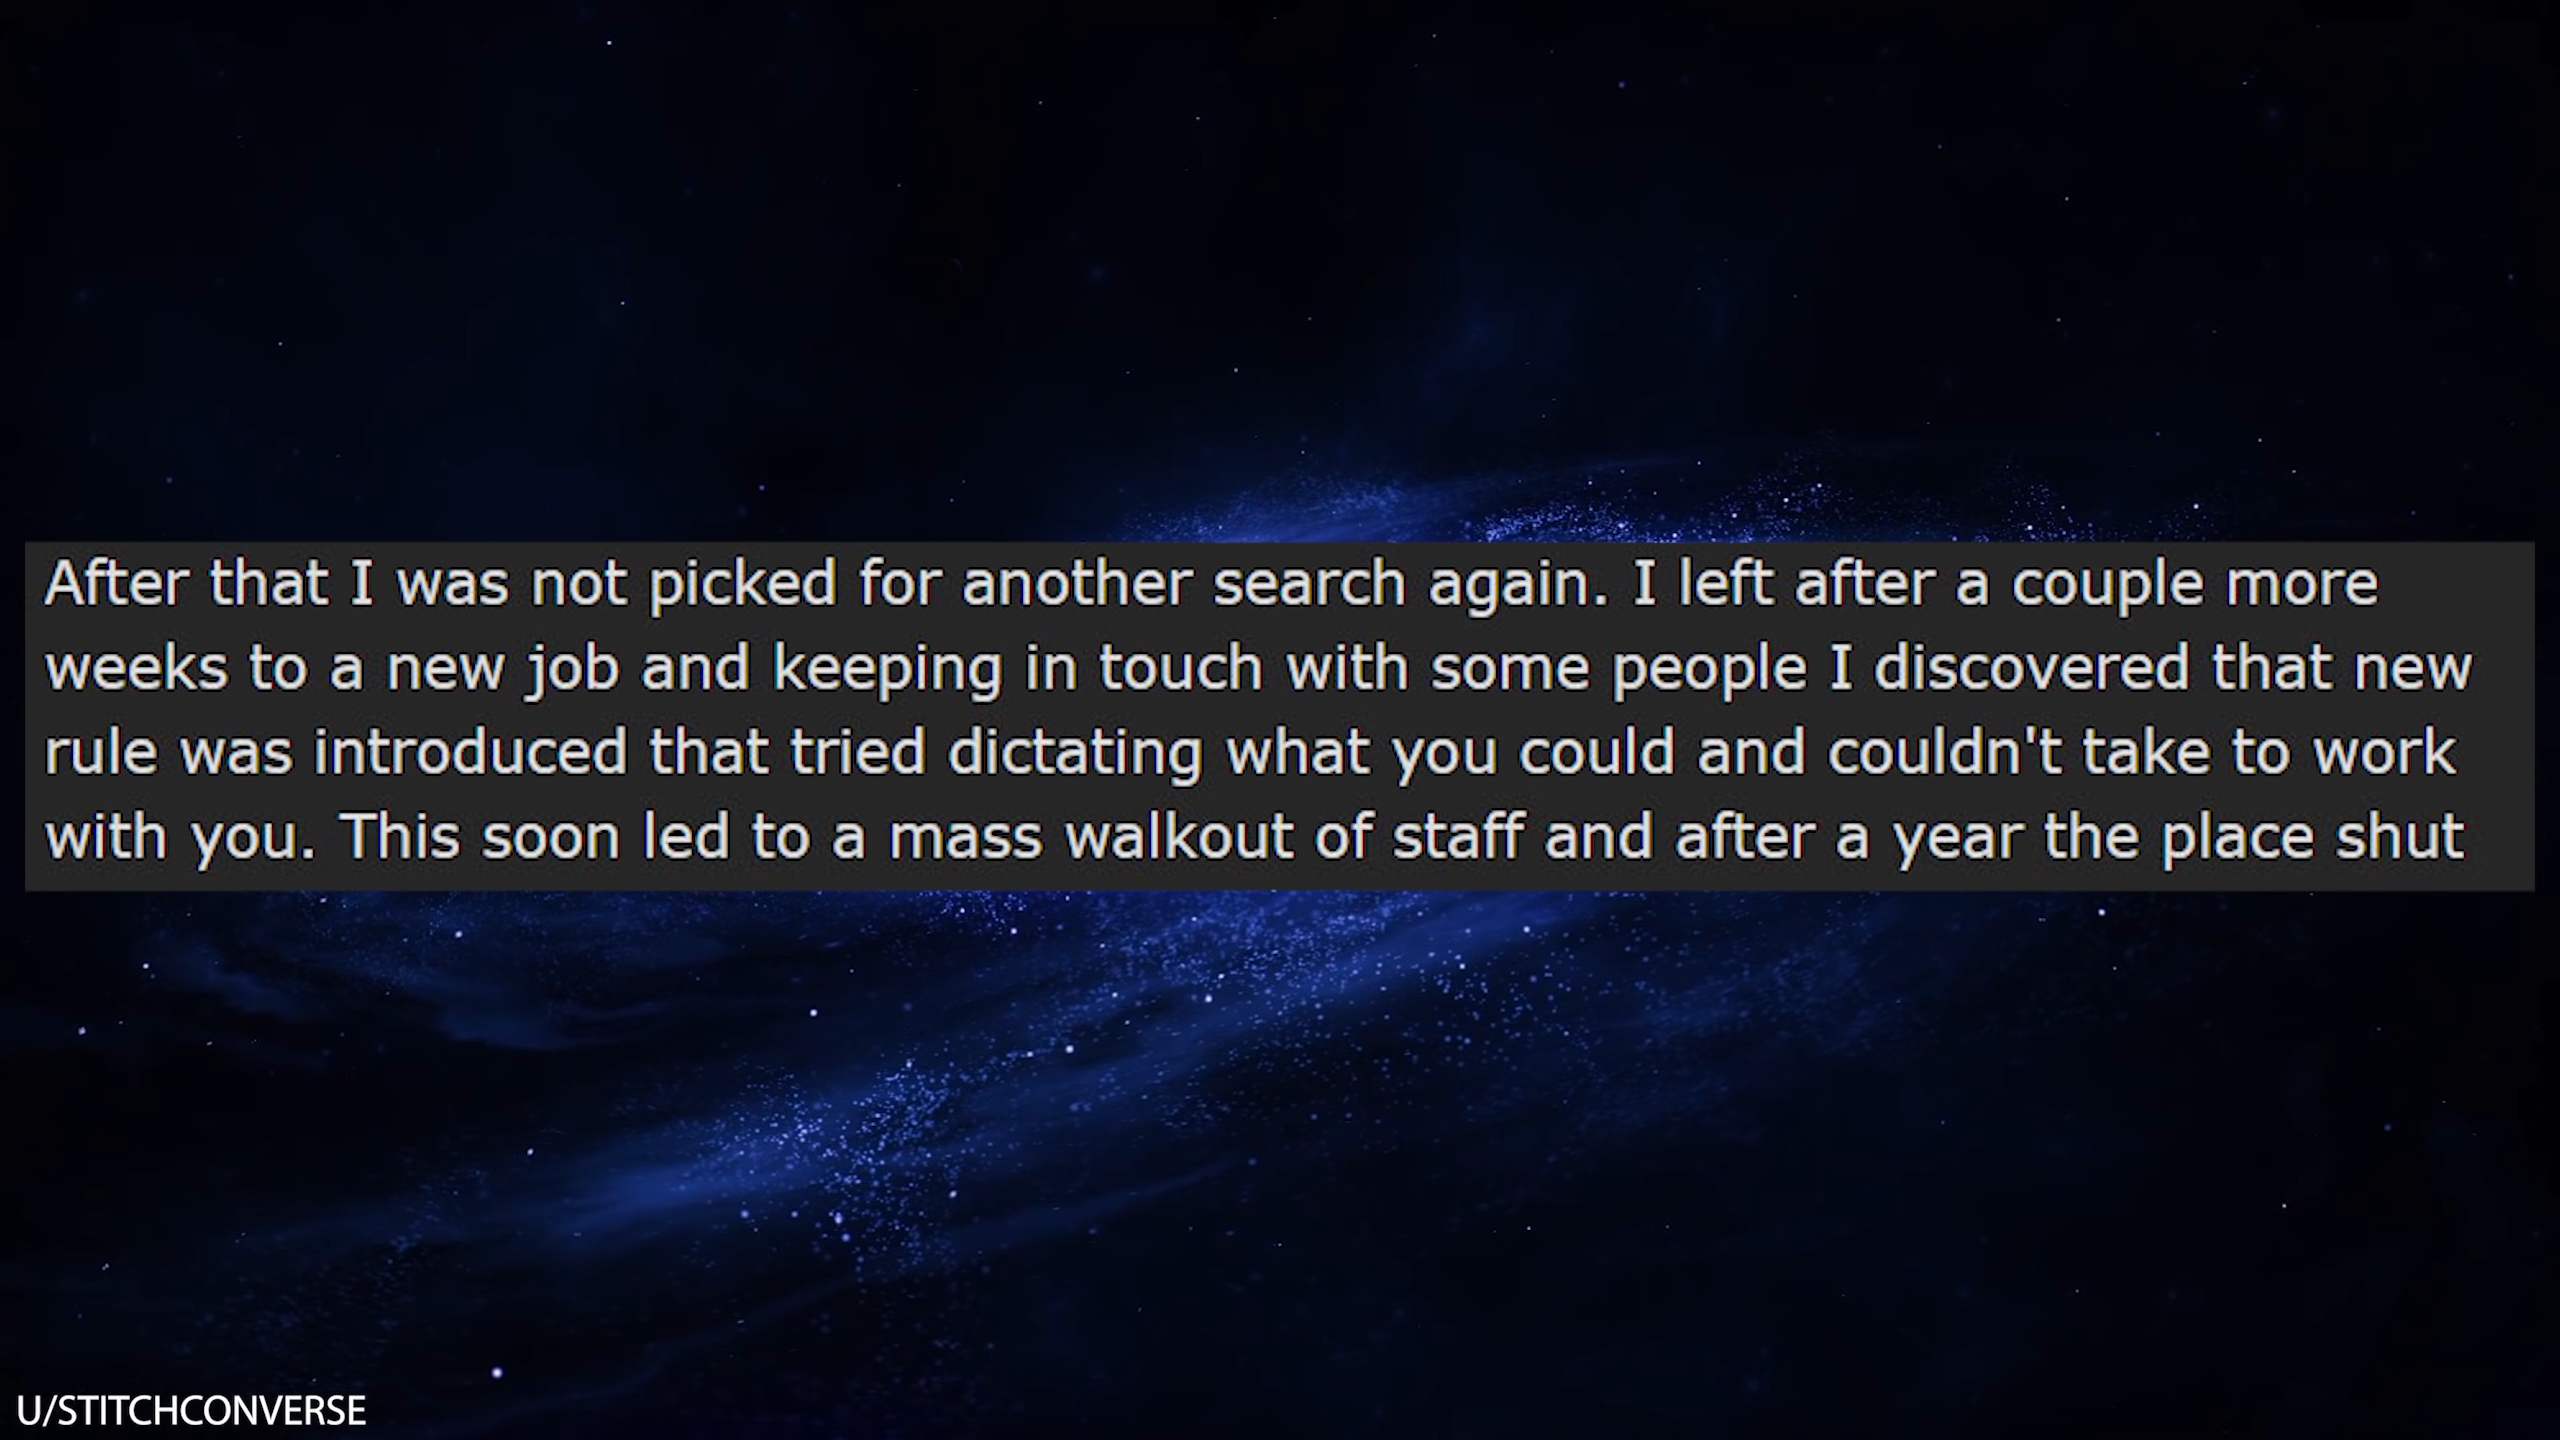 After that I was not picked for another search again. I left after a couple more
weeks to a new job and keeping in touch with some people I discovered that new
rule was introduced that tried dictating what you could and couldn't take to work
with you. This soon led to a mass walkout of staff and after a year the place shut
U/STITCHCONVERSE